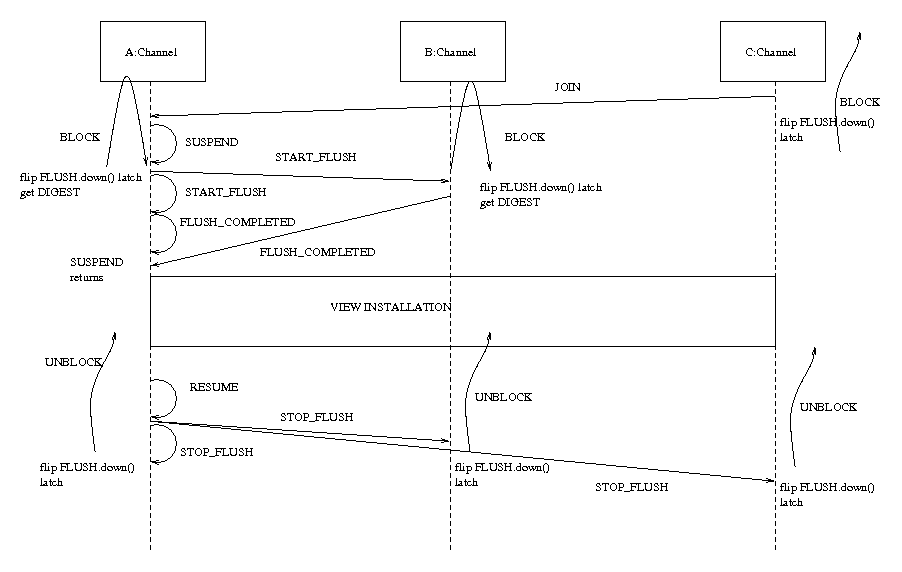 A:Channel
B:Channel
C:Channel
JOIN
BLOCK
flip FLUSH.down()
latch
BLOCK
SUSPEND
BLOCK
START_FLUSH
flip FLUSH.down() latch
get DIGEST
START_FLUSH
flip FLUSH.down() latch
get DIGEST
FLUSH_COMPLETED
FLUSH_COMPLETED
SUSPEND
returns
VIEW INSTALLATION
UNBLOCK
RESUME
UNBLOCK
UNBLOCK
STOP_FLUSH
STOP_FLUSH
flip FLUSH.down()
latch
flip FLUSH.down()
latch
STOP_FLUSH
flip FLUSH.down()
latch